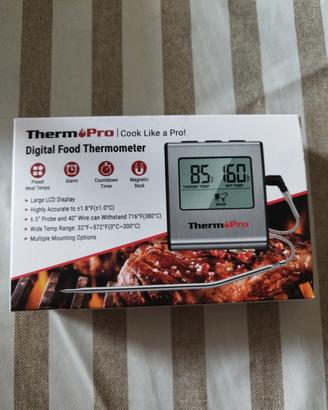 ThermoPro | Cook Like a Pro!
Digital Food Thermometer
Preset Meat Temps
Alarm
Countdown Timer
Magnetic Back
• Large LCD Display
• Highly Accurate to ±1.8°F(±1.0°C)
• 6.5" Probe and 40" Wire can Withstand 716°F(380°C)
• Wide Temp Range: 32°F~572°F(0°C~300°C)
• Multiple Mounting Options
85°F 160°F
THERMO TEMP SET TEMP
ThermoPro